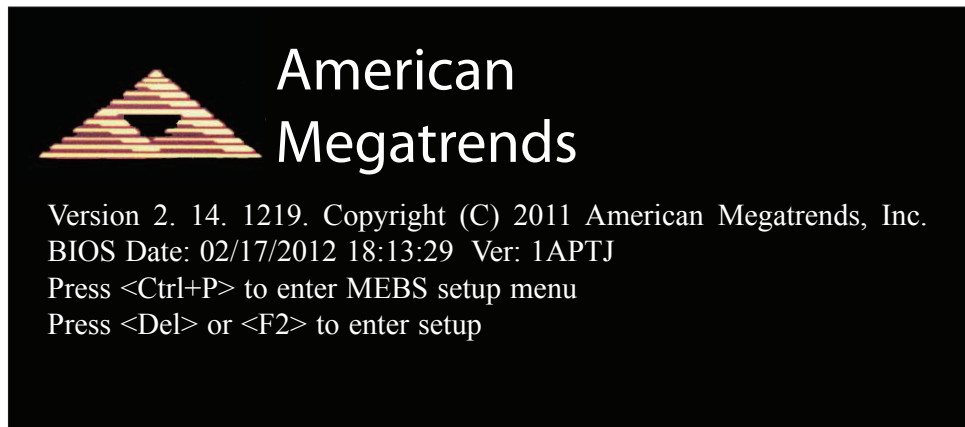 American
Megatrends
Version 2. 14. 1219. Copyright (C) 2011 American Megatrends, Inc.
BIOS Date: 02/17/2012 18:13:29 Ver: 1APTJ
Press <Ctrl+P> to enter MEBS setup menu
Press <Del> or <F2> to enter setup